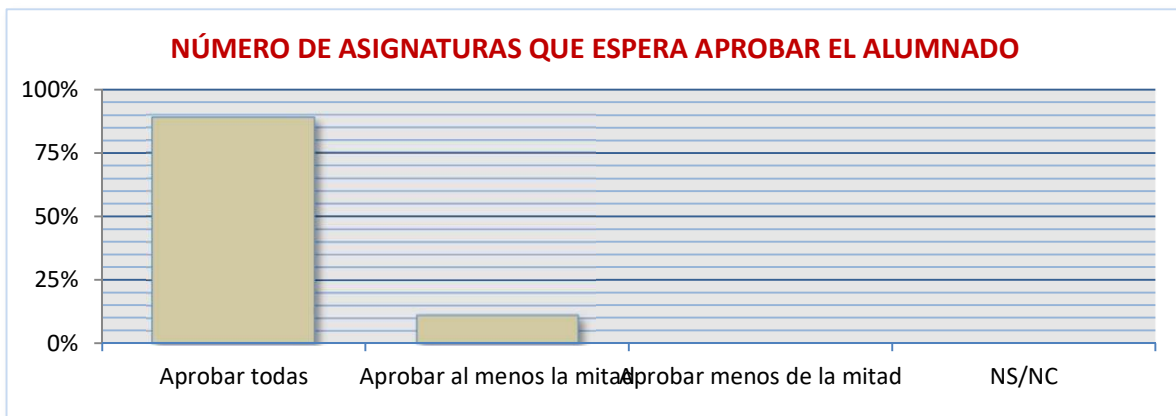 NÚMERO DE ASIGNATURAS QUE ESPERA APROBAR EL ALUMNADO
100%
75%
50%
25%
0%
Aprobar todas
Aprobar al menos la mitad
Aprobar menos de la mitad
NS/NC